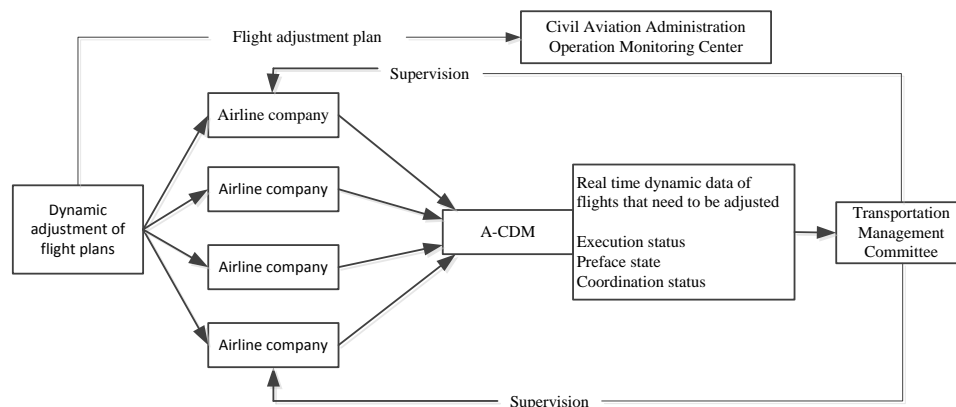 Civil Aviation Administration
Operation Monitoring Center
Flight adjustment plan
Supervision
Airline company
Airline company
Airline company
Airline company
Dynamic
adjustment of
flight plans
A-CDM
Real time dynamic data of
flights that need to be adjusted
Execution status
Preface state
Coordination status
Transportation
Management
Committee
Supervision